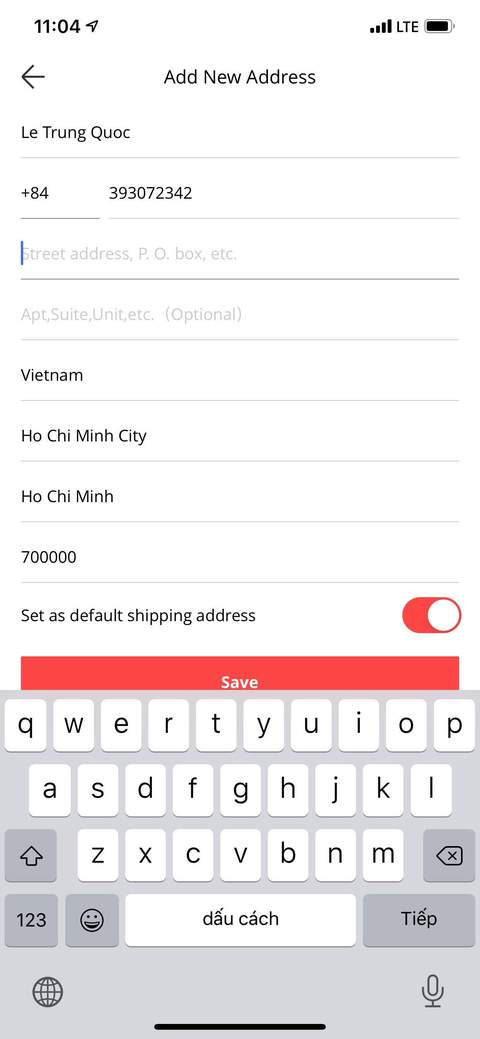 11:04
LTE
Add New Address
Le Trung Quoc
+84 393072342
Street address, P. O. box, etc.
Apt,Suite,Unit,etc.（Optional）
Vietnam
Ho Chi Minh City
Ho Chi Minh
700000
Set as default shipping address
Save
q w e r t y u i o p
a s d f g h j k l
z x c v b n m
123 dấu cách Tiếp